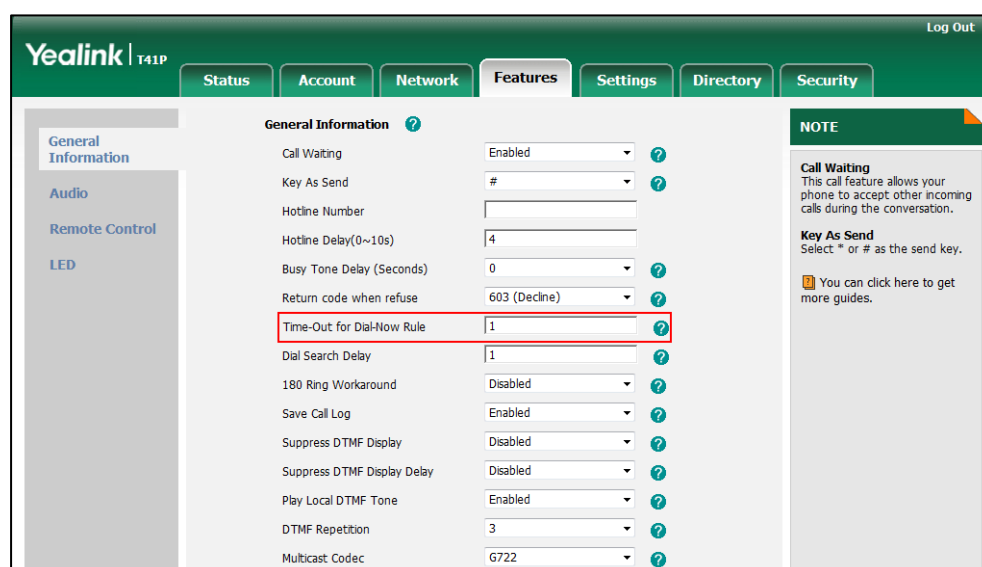 Log Out
Yealink T41P
Status Account Network Features Settings Directory Security
General
Information
Audio
Remote Control
LED
General Information ?
Call Waiting Enabled ?
Key As Send # ?
Hotline Number
Hotline Delay(0~10s) 4
Busy Tone Delay (Seconds) 0 ?
Return code when refuse 603 (Decline) ?
Time-Out for Dial-Now Rule 1 ?
Dial Search Delay 1 ?
180 Ring Workaround Disabled ?
Save Call Log Enabled ?
Suppress DTMF Display Disabled ?
Suppress DTMF Display Delay Disabled ?
Play Local DTMF Tone Enabled ?
DTMF Repetition 3 ?
Multicast Codec G722 ?
NOTE
Call Waiting
This call feature allows your
phone to accept other incoming
calls during the conversation.
Key As Send
Select * or # as the send key.
? You can click here to get
more guides.